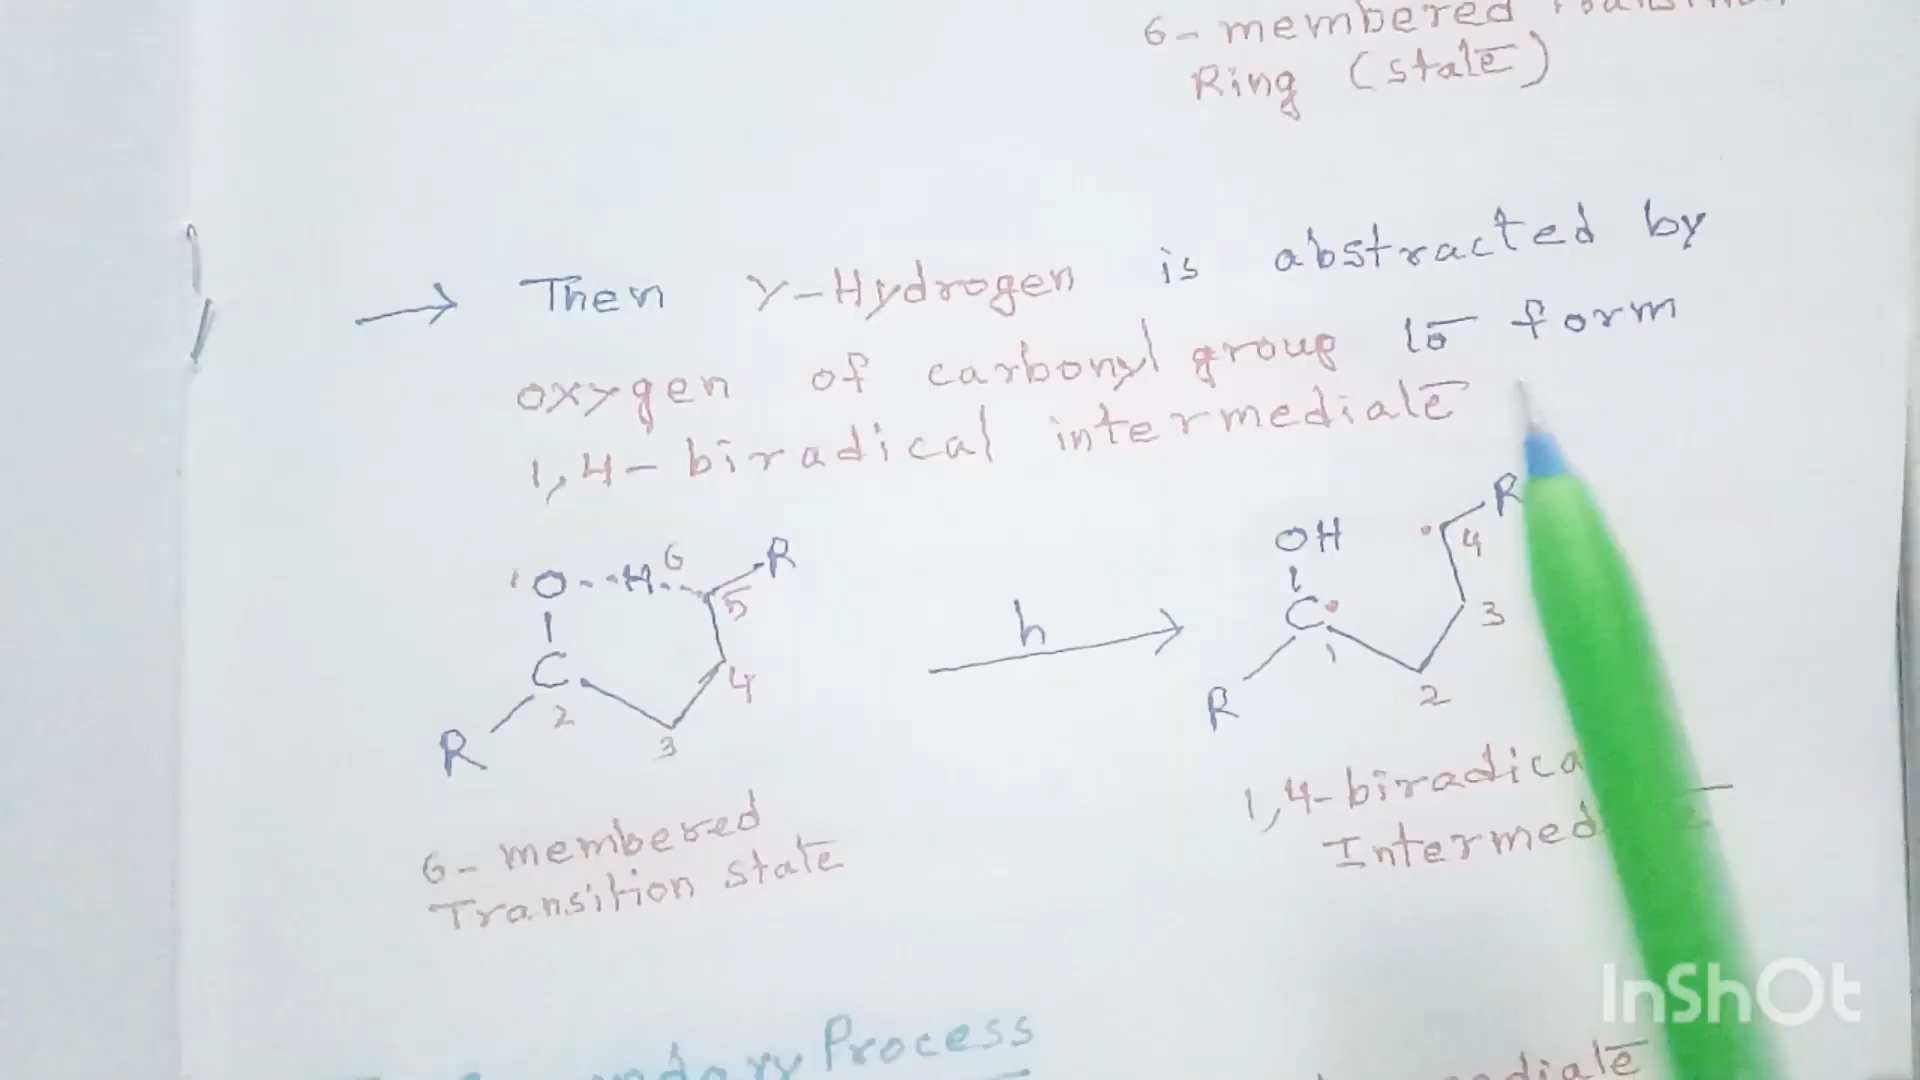 6- membered
Ring (state)
→ Then γ-Hydrogen is abstracted by
oxygen of carbonyl group to form
1,4- biradical intermediate
1 O---H 6 R
5
C
2
4
3
R
h
OH R
4
C•
1
3
2
R
6- membered
Transition state
1,4-biradica
Intermed
Process
InShOt